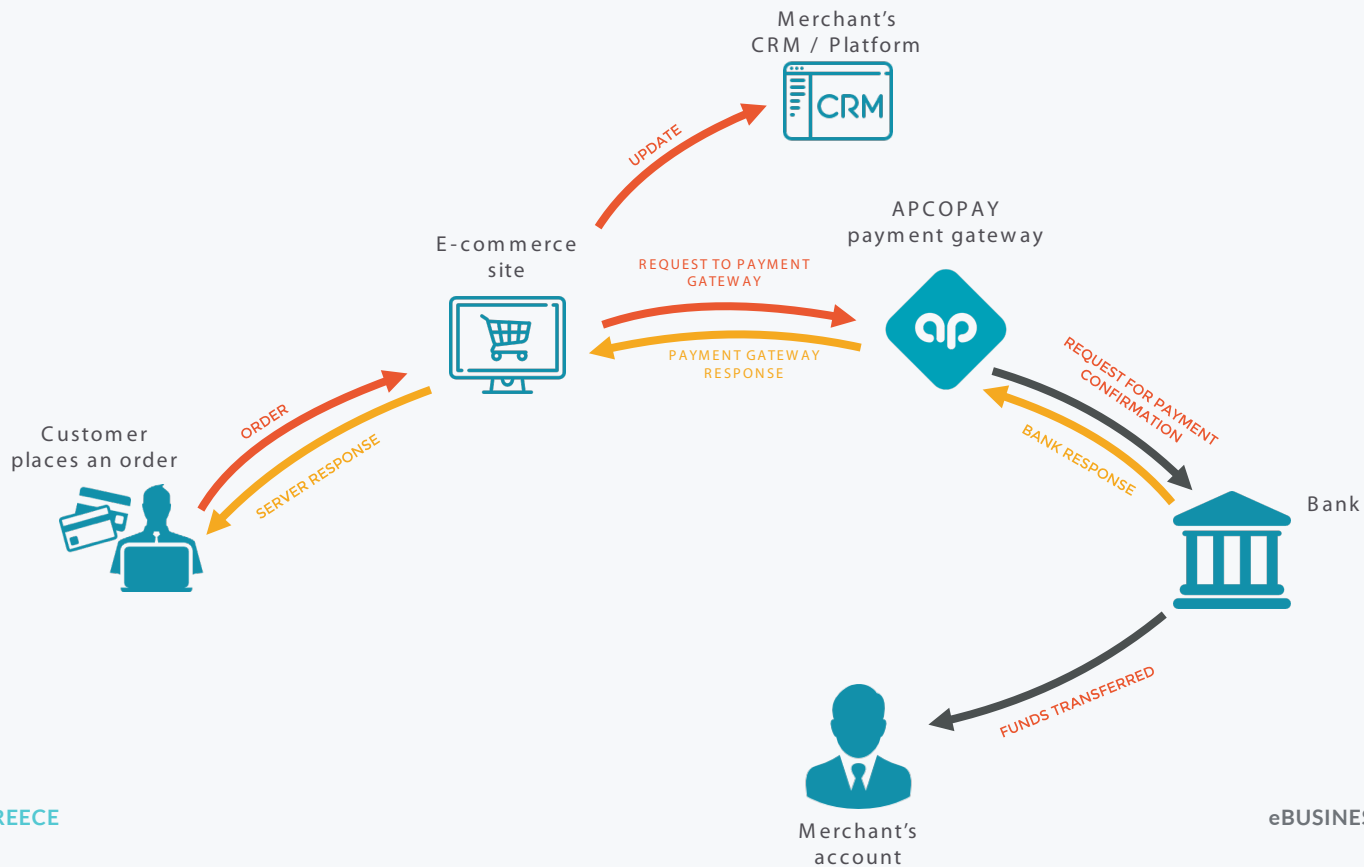 Merchant's
CRM / Platform
CRM
UPDATE
APCOPAY
payment gateway
E-commerce
site
REQUEST TO PAYMENT
GATEWAY
ap
PAYMENT GATEWAY
RESPONSE
REQUEST FOR PAYMENT
CONFIRMATION
BANK RESPONSE
ORDER
SERVER RESPONSE
Customer
places an order
Bank
FUNDS TRANSFERRED
Merchant's
account
REECE
eBUSINES